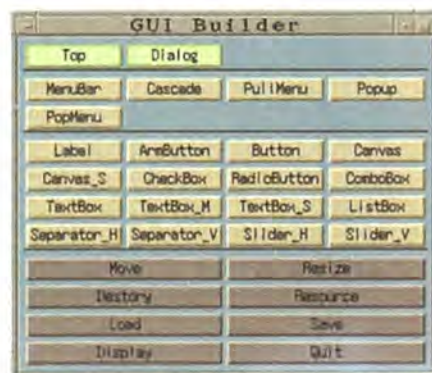 GUI Builder
Top Dialog
MenuBar Cascade PullMenu Popup
PopMenu
Label ArmButton Button Canvas
Canvas_S CheckBox RadioButton ComboBox
TextBox TextBox_M TextBox_S ListBox
Separator_H Separator_V Slider_H Slider_V
Move Resize
Destory Resource
Load Save
Display Quit